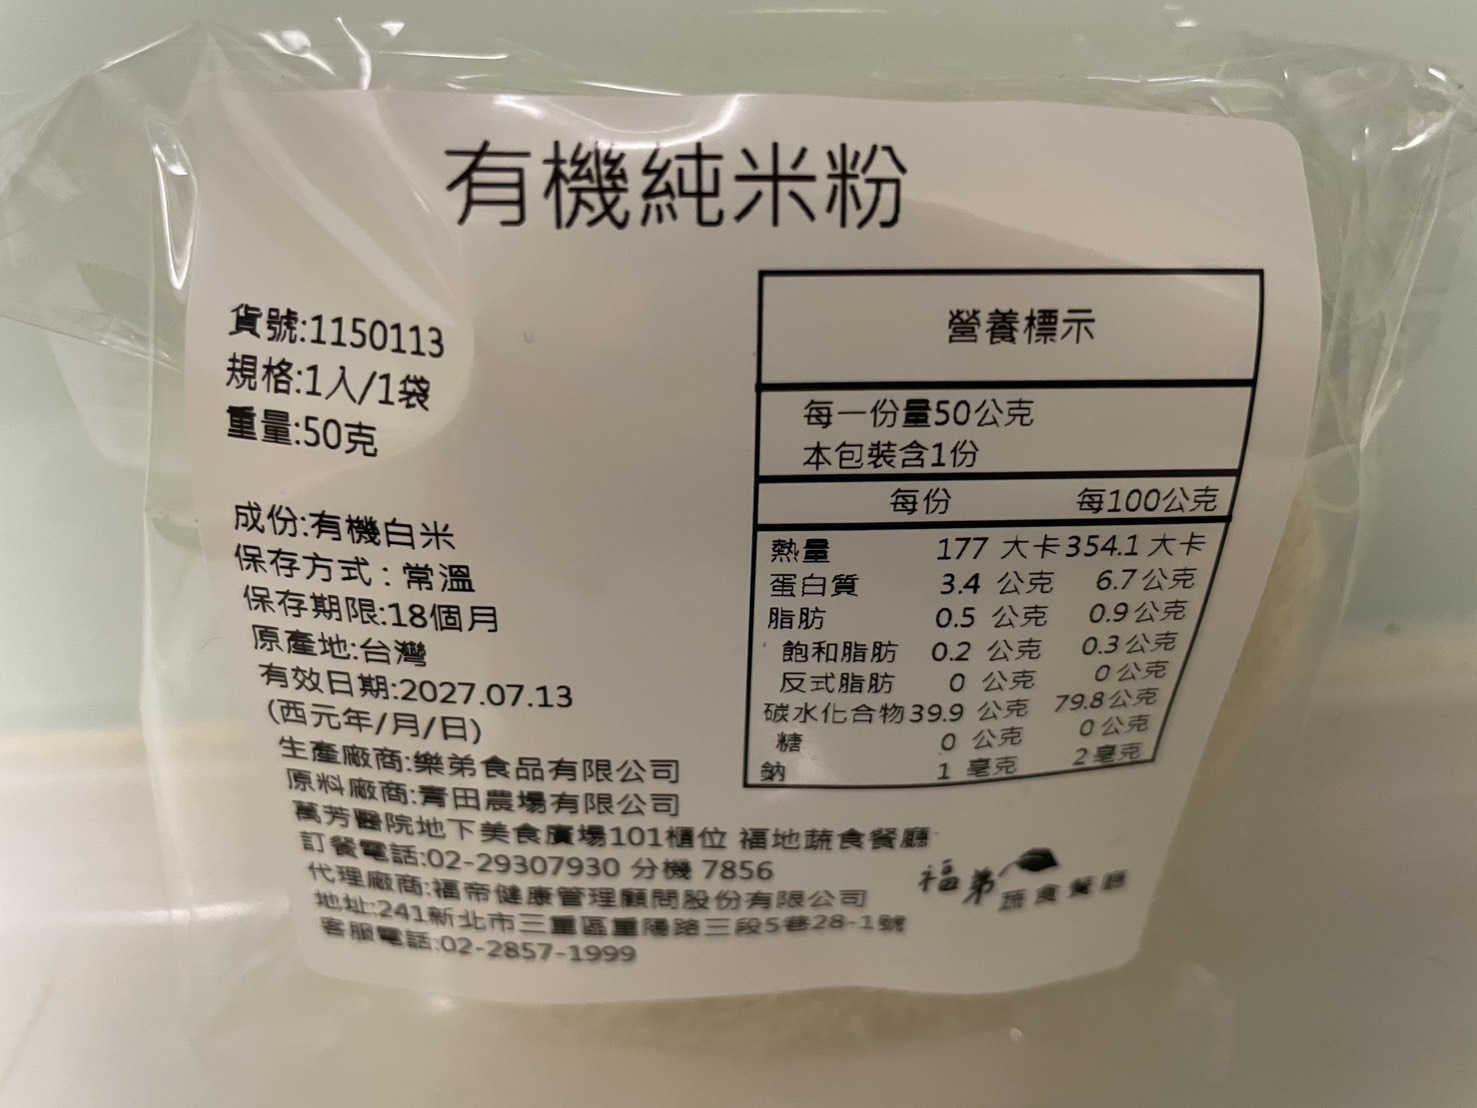 有機純米粉
貨號:1150113
規格:1入/1袋
重量:50克
成份:有機白米
保存方式:常溫
保存期限:18個月
原產地:台灣
有效日期:2027.07.13
(西元年/月/日)
生產廠商:樂弟食品有限公司
原料廠商:青田農場有限公司
萬芳醫院地下美食廣場101櫃位 福地蔬食餐廳
訂餐電話:02-29307930 分機 7856
代理廠商:福帝健康管理顧問股份有限公司
地址:241新北市三重區重陽路三段5巷28-1號
客服電話:02-2857-1999
營養標示
每一份量50公克
本包裝含1份
每份 每100公克
熱量 177 大卡 354.1 大卡
蛋白質 3.4 公克 6.7 公克
脂肪 0.5 公克 0.9 公克
飽和脂肪 0.2 公克 0.3 公克
反式脂肪 0 公克 0 公克
碳水化合物 39.9 公克 79.8 公克
糖 0 公克 0 公克
鈉 1 毫克 2 毫克
福弟蔬食餐廳